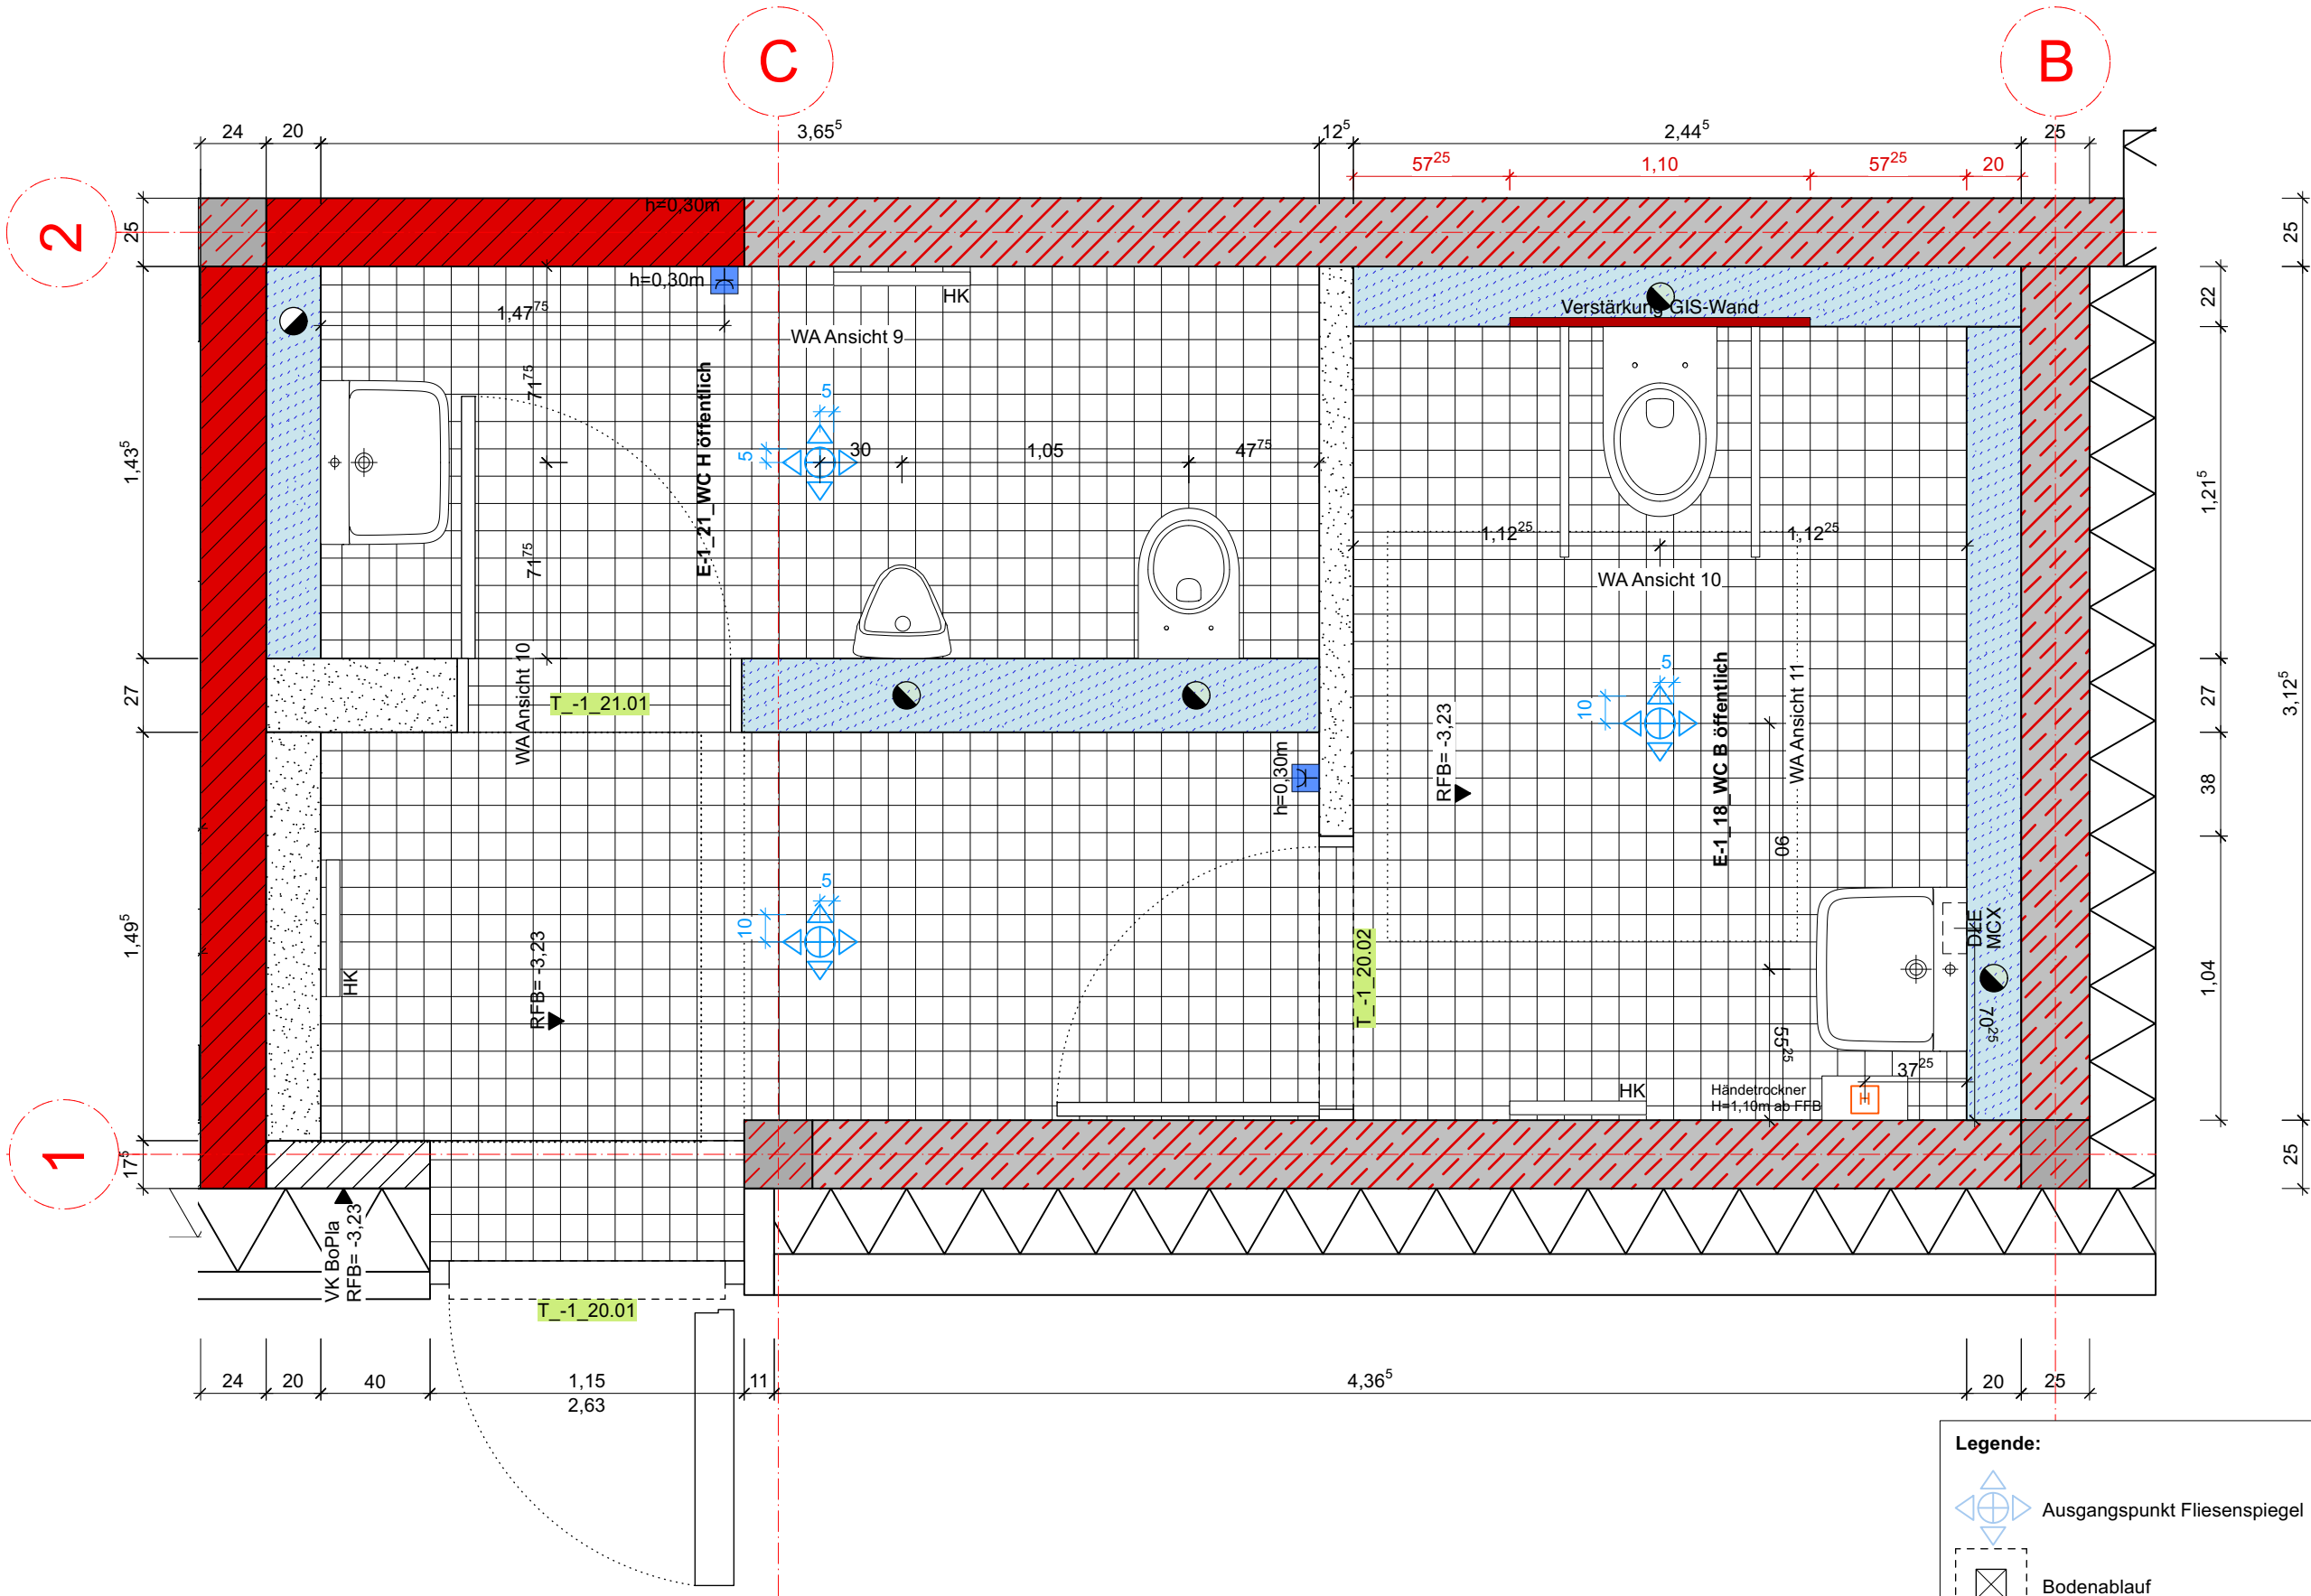 C
B
24
20
3,65⁵
12⁵
2,44⁵
25
57²⁵
1,10
57²⁵
20
2
25
h=0,30m
25
h=0,30m
HK
1,47⁷⁵
WA Ansicht 9
Verstärkung GIS-Wand
22
71⁷⁵
5
5
30
1,05
47⁷⁵
E-1_21_WC H öffentlich
1,43⁵
1,21⁵
71⁷⁵
1,12²⁵
1,12²⁵
WA Ansicht 10
WA Ansicht 10
T_-1_21.01
27
5
10
E-1_18_WC B öffentlich
WA Ansicht 11
27
3,12⁵
RFB= -3,23
h=0,30m
38
90
5
10
1,49⁵
DLE
MCX
RFB= -3,23
HK
T_-1_20.02
1,04
70²⁵
55²⁵
37²⁵
HK
Händetrockner
H=1,10m ab FFB
H
1
17⁵
25
VK BoPla
RFB= -3,23
T_-1_20.01
24
20
40
1,15
2,63
11
4,36⁵
20
25
Legende:
Ausgangspunkt Fliesenspiegel
Bodenablauf